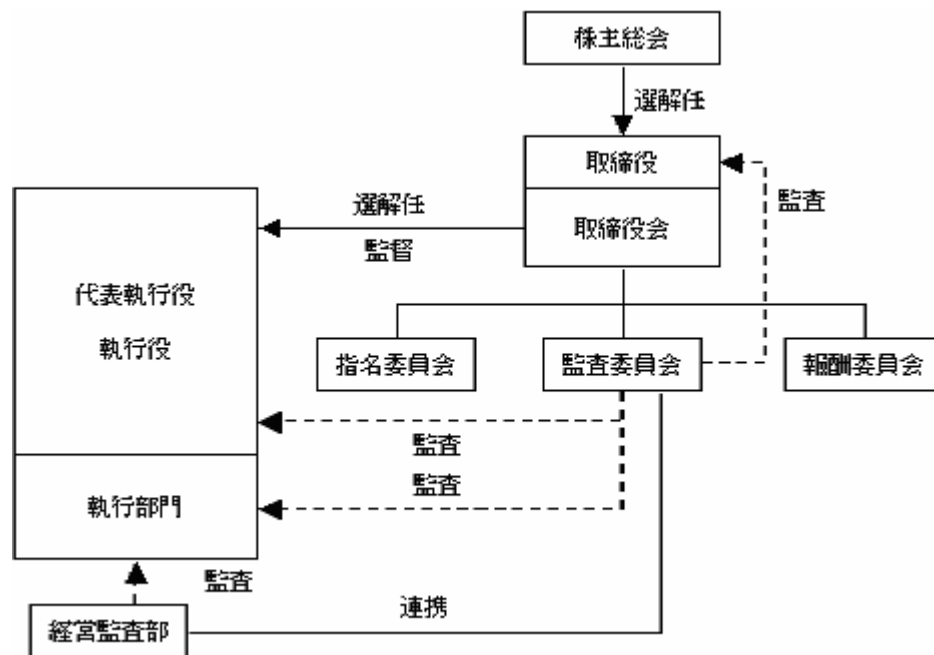 株主総会
選解任
取締役
監査
選解任
取締役会
監督
代表執行役
執行役
指名委員会
監査委員会
報酬委員会
監査
監査
執行部門
監査
連携
経営監査部